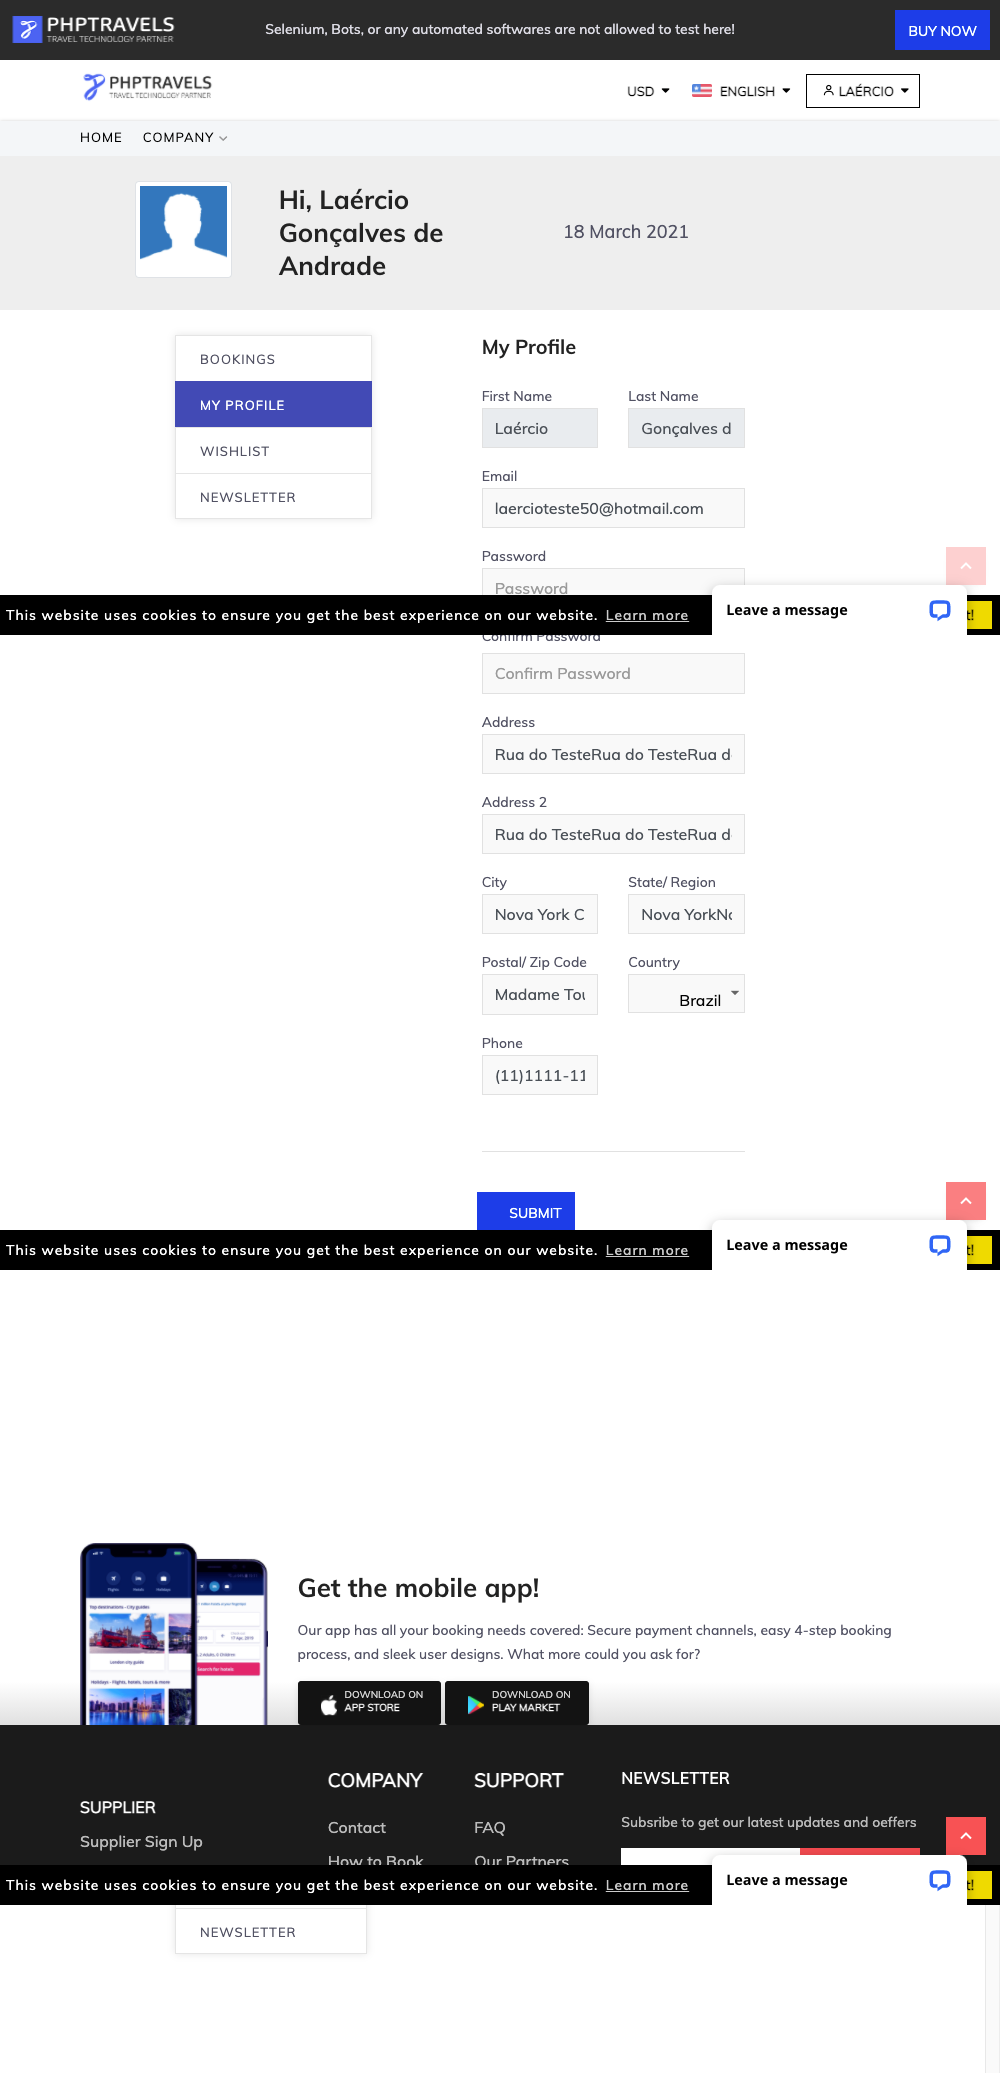 PHPTRAVELS
TRAVEL TECHNOLOGY PARTNER
Selenium, Bots, or any automated softwares are not allowed to test here!
BUY NOW
PHPTRAVELS
TRAVEL TECHNOLOGY PARTNER
USD
ENGLISH
LAÉRCIO
HOME
COMPANY
Hi, Laércio
Gonçalves de
Andrade
18 March 2021
BOOKINGS
MY PROFILE
WISHLIST
NEWSLETTER
My Profile
First Name
Last Name
Laércio
Gonçalves d
Email
laercioteste50@hotmail.com
Password
Password
This website uses cookies to ensure you get the best experience on our website. Learn more
Leave a message
Confirm Password
Confirm Password
Address
Rua do TesteRua do TesteRua d
Address 2
Rua do TesteRua do TesteRua d
City
State/ Region
Nova York C
Nova YorkNo
Postal/ Zip Code
Country
Madame Tou
Brazil
Phone
(11)1111-11
SUBMIT
This website uses cookies to ensure you get the best experience on our website. Learn more
Leave a message
Get the mobile app!
Our app has all your booking needs covered: Secure payment channels, easy 4-step booking
process, and sleek user designs. What more could you ask for?
DOWNLOAD ON
APP STORE
DOWNLOAD ON
PLAY MARKET
SUPPLIER
Supplier Sign Up
COMPANY
Contact
How to Book
SUPPORT
FAQ
Our Partners
NEWSLETTER
Subsribe to get our latest updates and oeffers
This website uses cookies to ensure you get the best experience on our website. Learn more
Leave a message
NEWSLETTER